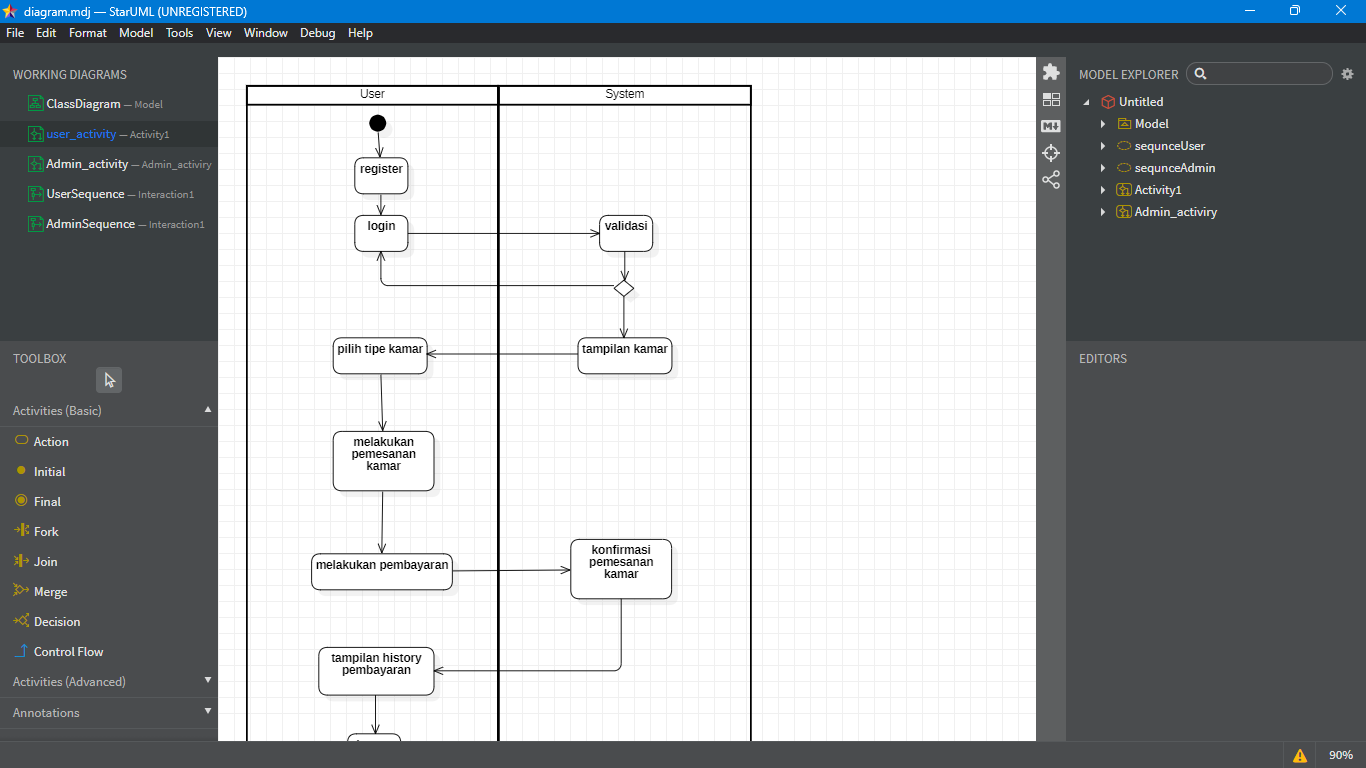 diagram.mdj — StarUML (UNREGISTERED)
File Edit Format Model Tools View Window Debug Help
WORKING DIAGRAMS
ClassDiagram — Model
user_activity — Activity1
Admin_activity — Admin_activiry
UserSequence — Interaction1
AdminSequence — Interaction1
TOOLBOX
Activities (Basic)
Action
Initial
Final
Fork
Join
Merge
Decision
Control Flow
Activities (Advanced)
Annotations
User
System
register
login
validasi
pilih tipe kamar
tampilan kamar
melakukan
pemesanan
kamar
melakukan pembayaran
konfirmasi
pemesanan
kamar
tampilan history
pembayaran
M
MODEL EXPLORER
Untitled
Model
sequnceUser
sequnceAdmin
Activity1
Admin_activiry
EDITORS
90%